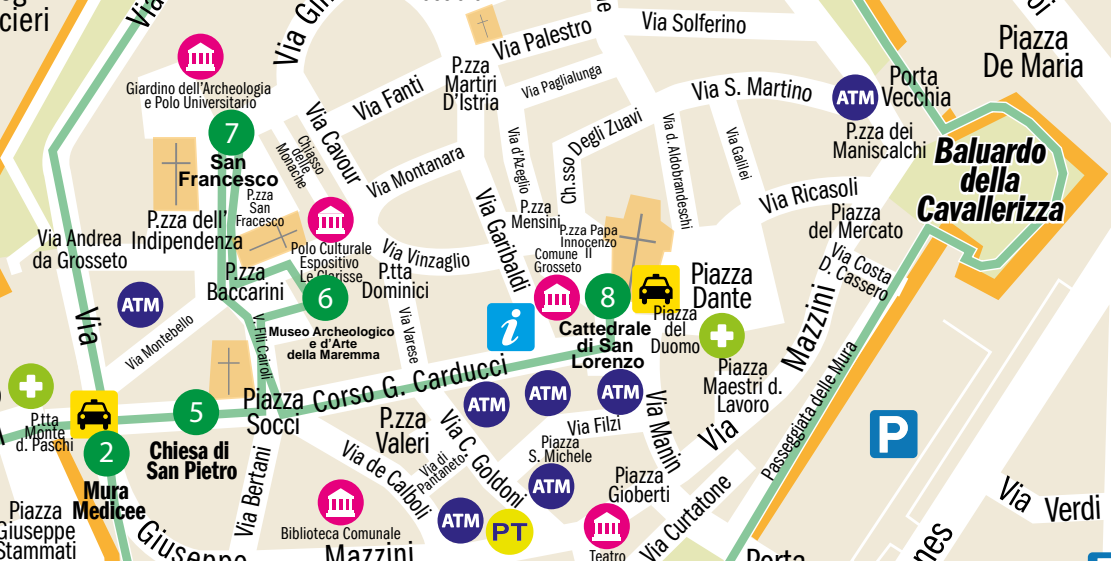 cieri
Via
Via Gi
Via Palestro
Via Solferino
Piazza
De Maria
Giardino dell'Archeologia
e Polo Universitario
P.zza
Martiri
D'Istria
Via Paglialunga
Via Fanti
Via S. Martino
ATM
Porta
Vecchia
P.zza dei
Maniscalchi
Baluardo
della
Cavallerizza
7
San
Francesco
Chiasso
delle
Monache
Via Cavour
Via Montanara
Via d'Azeglio
Ch.sso Degli Zuavi
Via d. Aldobrandeschi
Via Galilei
Via Ricasoli
Piazza
del Mercato
P.zza
San
Fracesco
P.zza dell'
Indipendenza
Via Andrea
da Grosseto
Polo Culturale
Espositivo
Le Clarisse
Via Vinzaglio
Via Garibaldi
P.zza
Mensini
P.zza Papa
Innocenzo
II
Comune
Grosseto
Via Costa
D. Cassero
P.zza
Baccarini
6
P.tta
Dominici
8
Piazza
Dante
ATM
Via
Via Montebello
V. F.lli Cairoli
Museo Archeologico
e d'Arte
della Maremma
Via Varese
i
Cattedrale
di San
Lorenzo
Piazza
del
Duomo
Mazzini
Via
Piazza
Maestri d.
Lavoro
Passeggiata delle Mura
P.tta
Monte
d. Paschi
5
Piazza
Socci
Corso G. Carducci
ATM
ATM
ATM
P
2
Chiesa di
San Pietro
P.zza
Valeri
Via Filzi
Via Manin
Mura
Medicee
Via Bertani
Via de Calboli
Via di
Pantaneto
Via C. Goldoni
Piazza
S. Michele
ATM
Piazza
Gioberti
Via Curtatone
Via Verdi
Piazza
Giuseppe
Stammati
Giuseppe
Biblioteca Comunale
Mazzini
ATM
PT
Teatro
Porta
nes